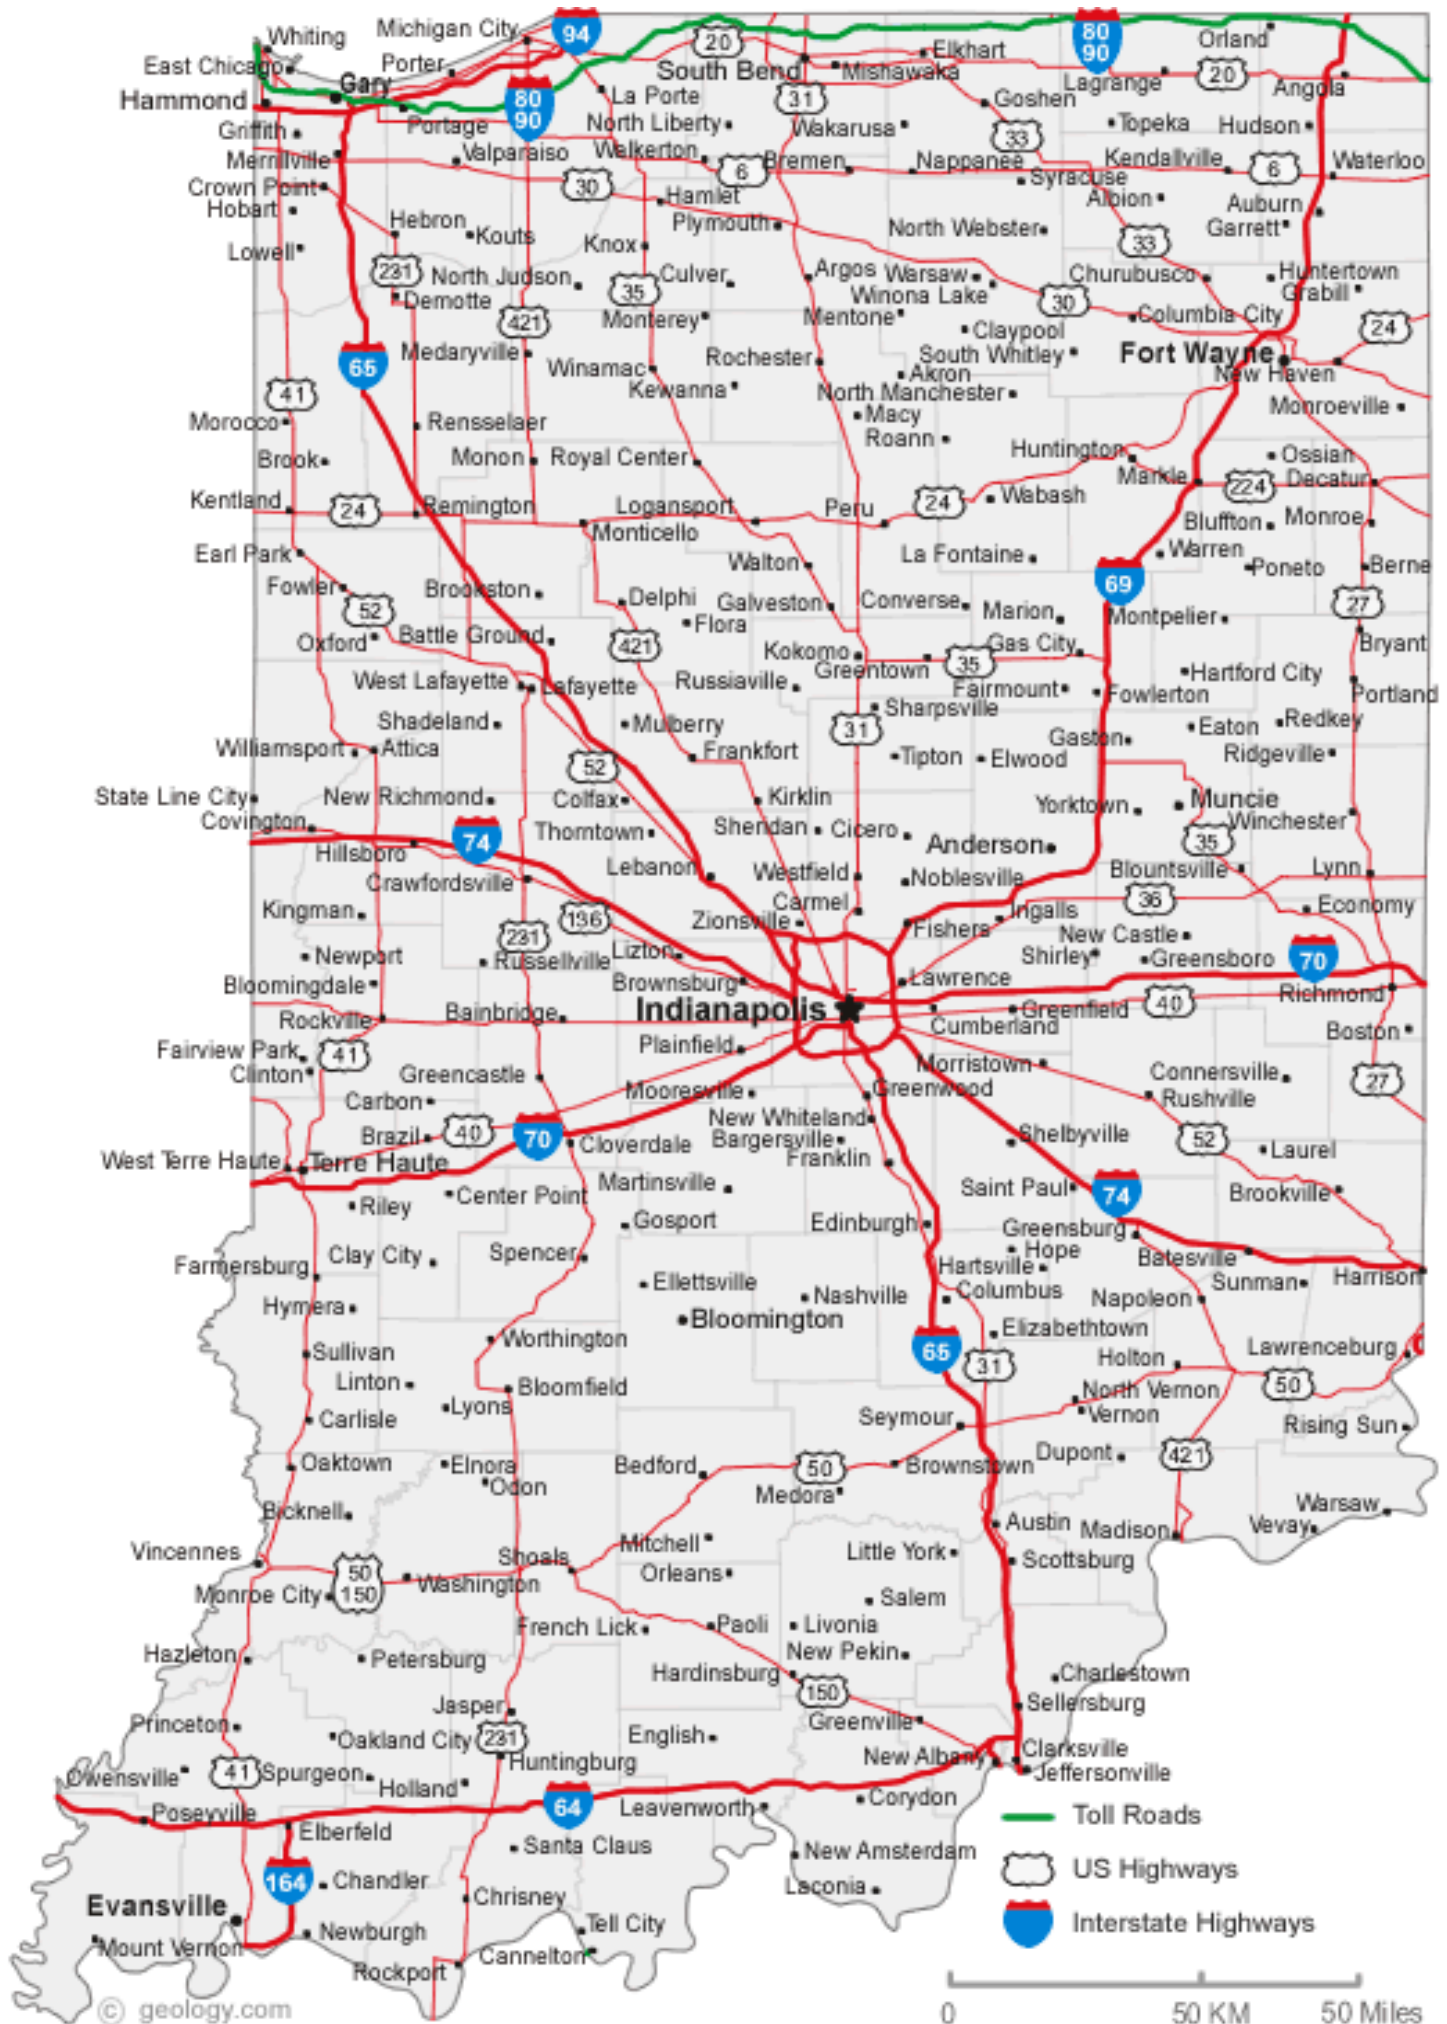 Michigan City
94
Whiting
20
80
90
Orland
Elkhart
East Chicago
Porter
South Bend
Mishawaka
Lagrange
20
Angola
Gary
Hammond
80
90
La Porte
31
Goshen
Griffith
Portage
North Liberty
Wakarusa
33
Topeka
Hudson
Merrillville
Valparaiso
Walkerton
6
Bremen
Nappanee
Kendallville
6
Waterloo
Crown Point
30
Hamlet
Syracuse
Albion
Auburn
Hobart
Hebron
Kouts
Plymouth
North Webster
Garrett
Lowell
Knox
33
231
North Judson
35
Culver
Argos
Warsaw
Churubusco
Huntertown
Demotte
Winona Lake
30
Grabill
421
Monterey
Mentone
Claypool
Columbia City
24
65
Medaryville
Winamac
Rochester
South Whitley
Fort Wayne
New Haven
Akron
41
Kewanna
North Manchester
Monroeville
Morocco
Rensselaer
Macy
Roann
Brook
Monon
Royal Center
Huntington
Ossian
Markle
224
Decatur
Kentland
24
Remington
Logansport
Peru
24
Wabash
Monticello
Bluffton
Monroe
Earl Park
Walton
La Fontaine
Warren
Poneto
Berne
69
Fowler
Brookston
Delphi
Galveston
Converse
Marion
Montpelier
27
52
Flora
Oxford
Battle Ground
421
Kokomo
Greentown
35
Gas City
Bryant
West Lafayette
Lafayette
Russiaville
Fairmount
Fowlerton
Hartford City
Portland
Shadeland
Mulberry
31
Sharpsville
Gaston
Eaton
Redkey
Williamsport
Attica
52
Frankfort
Tipton
Elwood
Ridgeville
State Line City
New Richmond
Colfax
Kirklin
Yorktown
Muncie
Winchester
Covington
Hillsboro
74
Thorntown
Sheridan
Cicero
Anderson
35
Crawfordsville
Lebanon
Westfield
Noblesville
Blountsville
Lynn
Kingman
136
Zionsville
Carmel
Fishers
Ingalls
36
Economy
231
Lizton
New Castle
Newport
Russellville
Shirley
Greensboro
70
Bloomingdale
Brownsburg
Lawrence
Richmond
Rockville
Bainbridge
Indianapolis
Cumberland
Greenfield
40
Boston
Fairview Park
41
Plainfield
Morristown
Clinton
Greencastle
Mooresville
Greenwood
Connersville
27
Carbon
New Whiteland
Rushville
Brazil
40
70
Cloverdale
Bargersville
Shelbyville
52
Laurel
West Terre Haute
Terre Haute
Franklin
Riley
Center Point
Martinsville
Saint Paul
74
Brookville
Gosport
Edinburgh
Greensburg
Farmersburg
Clay City
Spencer
Hope
Batesville
Hartsville
Harrison
Hymera
Ellettsville
Nashville
Columbus
Napoleon
Sunman
Bloomington
Worthington
Elizabethtown
Sullivan
65
31
Holton
Lawrenceburg
Linton
Bloomfield
50
Lyons
North Vernon
Vernon
Carlisle
Seymour
Rising Sun
Oaktown
Elnora
Bedford
50
Brownstown
Dupont
421
Odon
Medora
Bicknell
Austin
Madison
Vevay
Warsaw
Vincennes
Shoals
Mitchell
Little York
Scottsburg
50
150
Washington
Orleans
Monroe City
Salem
French Lick
Paoli
Livonia
Hazleton
Petersburg
New Pekin
Hardinsburg
Charlestown
150
Princeton
Jasper
Sellersburg
Oakland City
231
English
Greenville
Huntingburg
New Albany
Clarksville
Owensville
41
Spurgeon
Holland
Jeffersonville
64
Leavenworth
Corydon
Poseyville
Elberfeld
Toll Roads
Santa Claus
New Amsterdam
164
Chandler
US Highways
Laconia
Evansville
Chrisney
Interstate Highways
Newburgh
Tell City
Mount Vernon
Cannelton
Rockport
© geology.com
0
50 KM
50 Miles